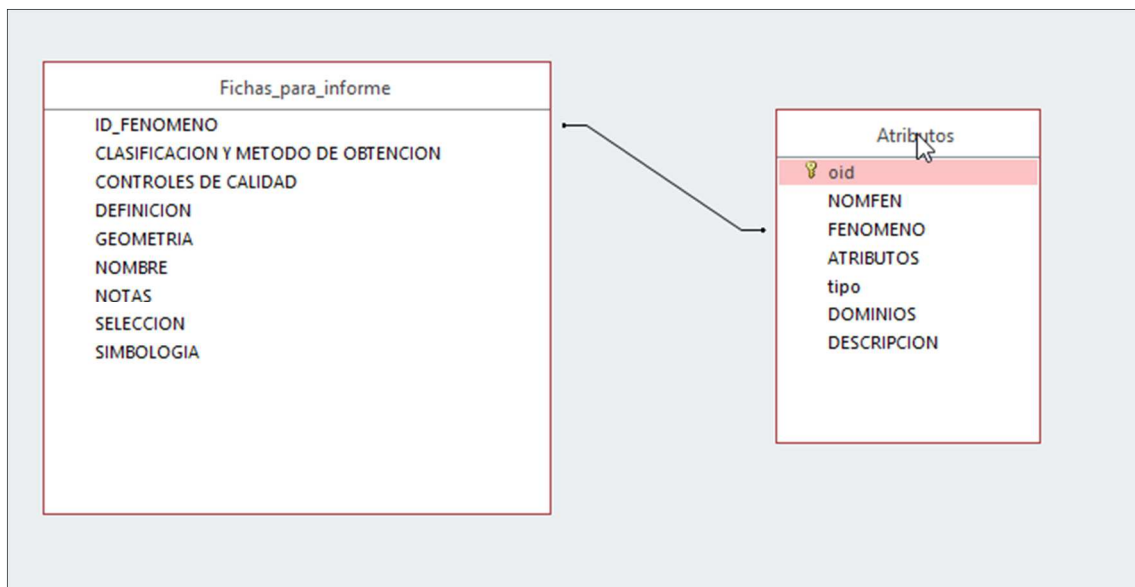 Fichas_para_informe
ID_FENOMENO
CLASIFICACION Y METODO DE OBTENCION
CONTROLES DE CALIDAD
DEFINICION
GEOMETRIA
NOMBRE
NOTAS
SELECCION
SIMBOLOGIA
Atributos
oid
NOMFEN
FENOMENO
ATRIBUTOS
tipo
DOMINIOS
DESCRIPCION